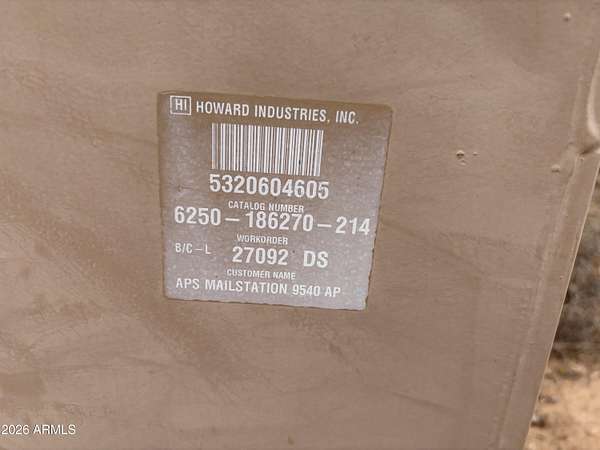 HI HOWARD INDUSTRIES, INC.
5320604605
CATALOG NUMBER
6250-186270-214
WORKORDER
B/C-L 27092 DS
CUSTOMER NAME
APS MAILSTATION 9540 AP
© 2026 ARMLS